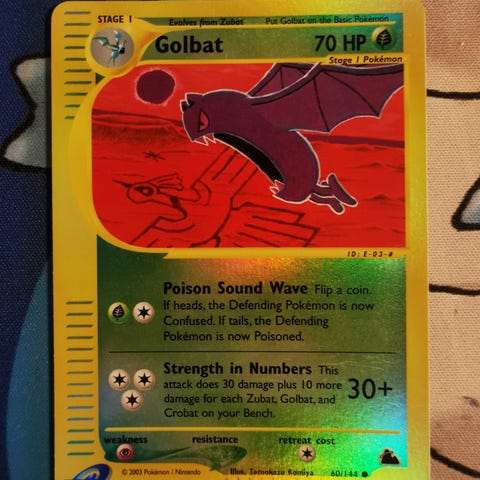 STAGE 1 Evolves from Zubat Put Golbat on the Basic Pokémon
Golbat 70 HP
Stage 1 Pokémon
ID: E-03-#
Poison Sound Wave Flip a coin.
If heads, the Defending Pokémon is now
Confused. If tails, the Defending
Pokémon is now Poisoned.
Strength in Numbers This
attack does 30 damage plus 10 more
damage for each Zubat, Golbat, and
Crobat on your Bench.
30+
weakness resistance retreat cost
© 2003 Pokémon / Nintendo Illus. Tomokazu Komiya 60/144